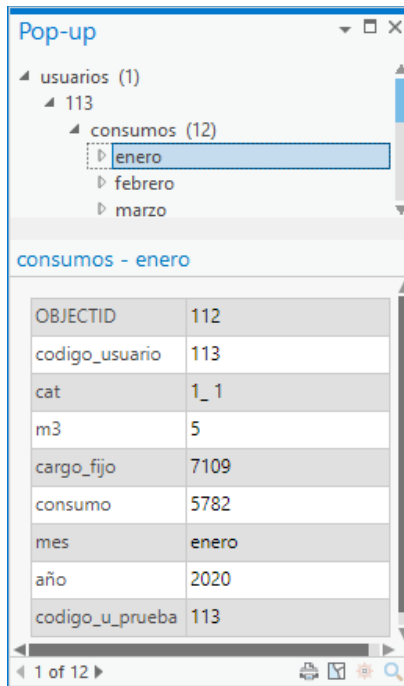 Pop-up
usuarios (1)
113
consumos (12)
enero
febrero
marzo
consumos - enero
OBJECTID 112
codigo_usuario 113
cat 1_ 1
m3 5
cargo_fijo 7109
consumo 5782
mes enero
año 2020
codigo_u_prueba 113
1 of 12